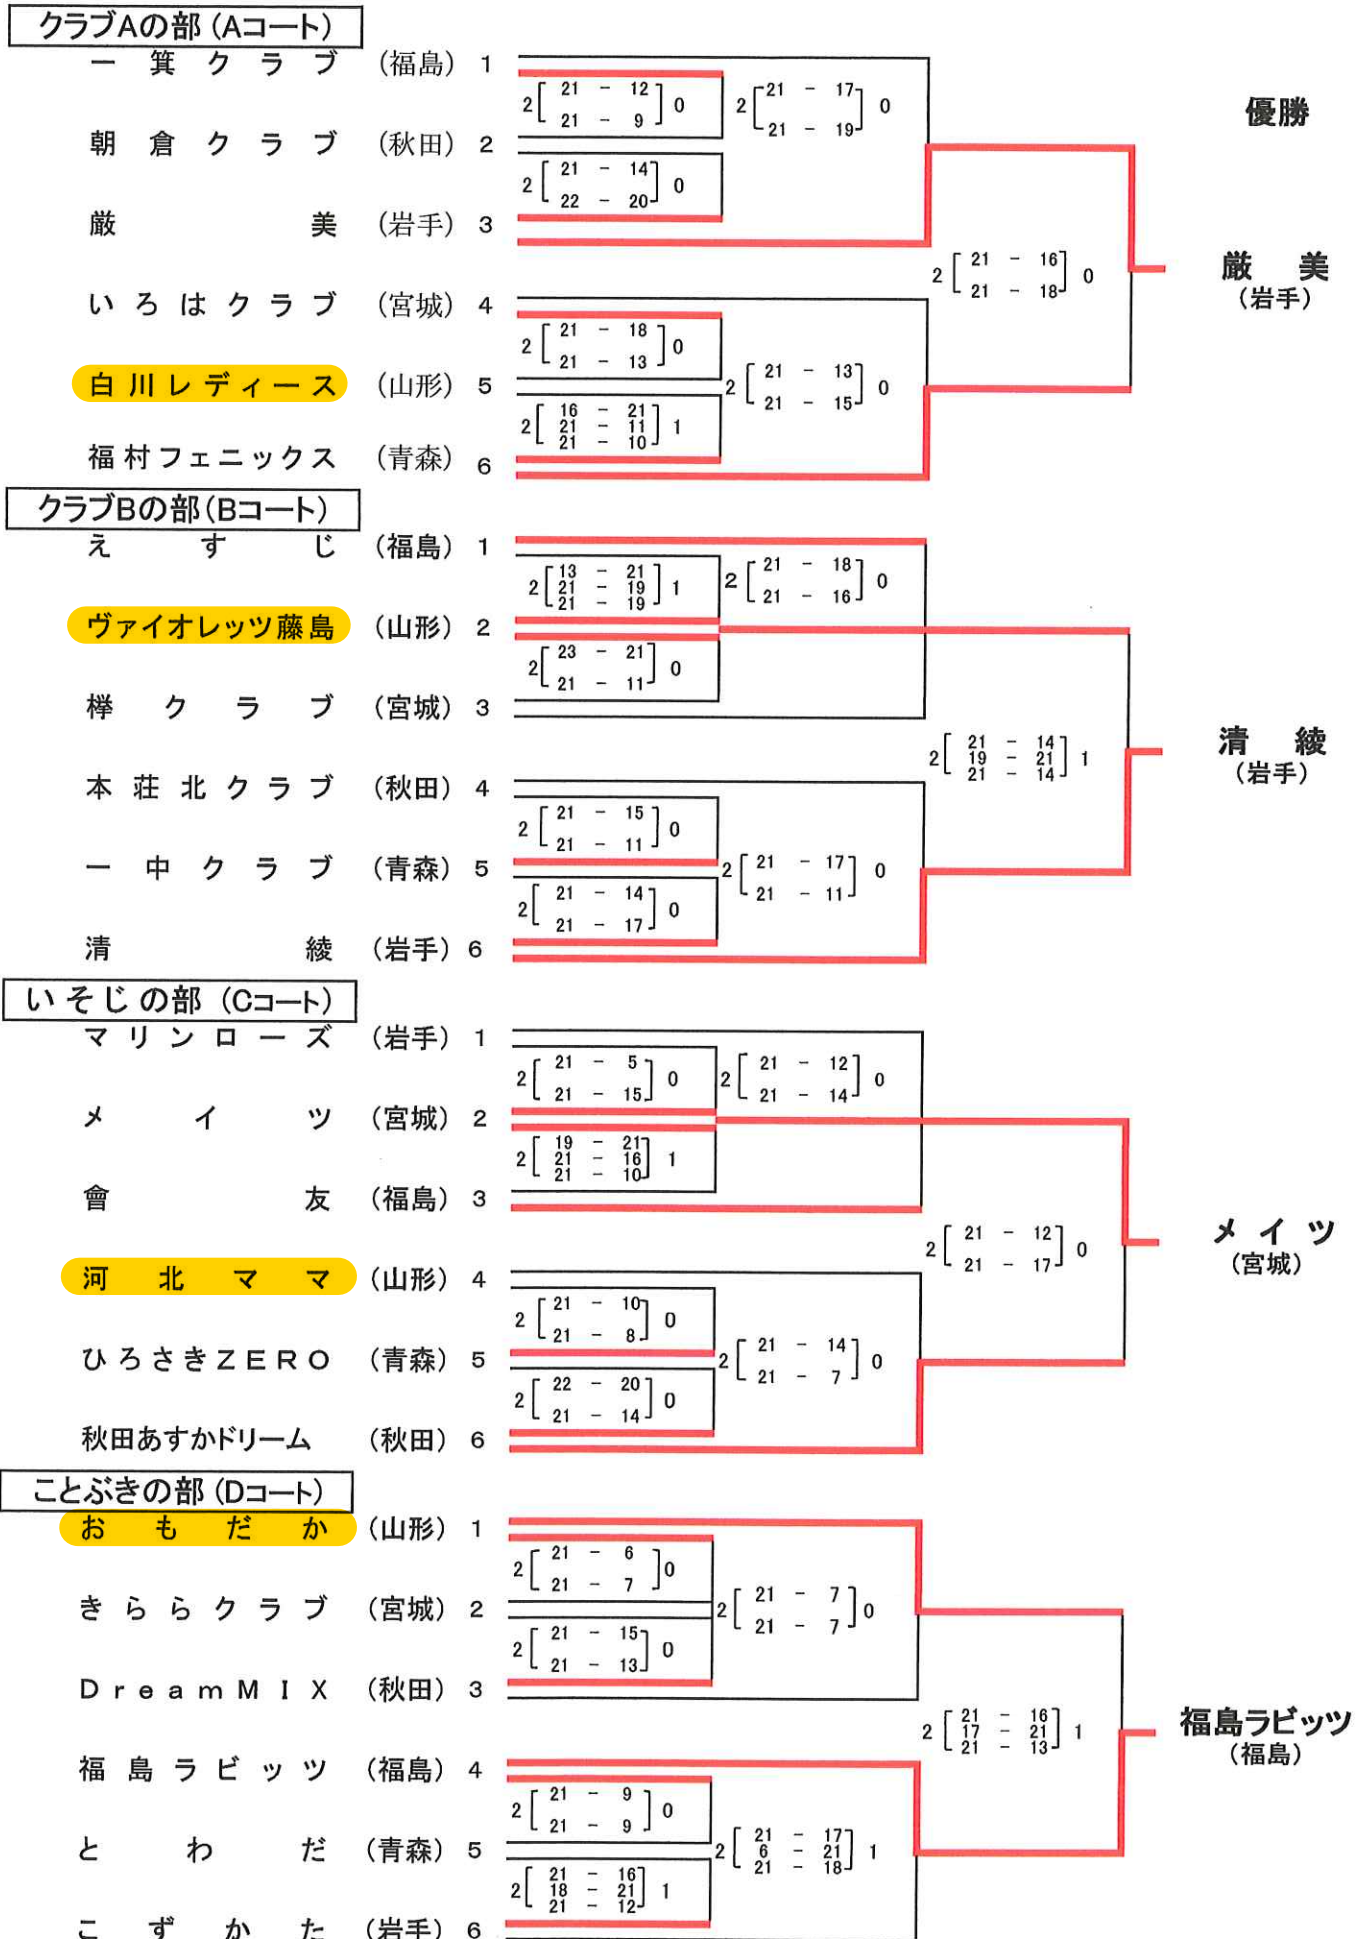 クラブAの部(Aコート)
一箕クラブ (福島) 1
2 [21 - 12 21 - 9] 0
2 [21 - 17 21 - 19] 0
優勝
朝倉クラブ (秋田) 2
2 [21 - 14 22 - 20] 0
厳美 (岩手) 3
2 [21 - 16 21 - 18] 0
厳美
(岩手)
いろはクラブ (宮城) 4
2 [21 - 18 21 - 13] 0
白川レディース (山形) 5
2 [21 - 13 21 - 15] 0
2 [16 - 21 21 - 11 21 - 10] 1
福村フェニックス (青森) 6
クラブBの部(Bコート)
えすじ (福島) 1
2 [13 - 21 21 - 19 21 - 19] 1
2 [21 - 18 21 - 16] 0
ヴァイオレッツ藤島 (山形) 2
2 [23 - 21 21 - 11] 0
欅クラブ (宮城) 3
2 [21 - 14 19 - 21 21 - 14] 1
清綾
(岩手)
本荘北クラブ (秋田) 4
2 [21 - 15 21 - 11] 0
一中クラブ (青森) 5
2 [21 - 17 21 - 11] 0
2 [21 - 14 21 - 17] 0
清綾 (岩手) 6
いそじの部 (Cコート)
マリンローズ (岩手) 1
2 [21 - 5 21 - 15] 0
2 [21 - 12 21 - 14] 0
メイツ (宮城) 2
2 [19 - 21 21 - 16 21 - 10] 1
會友 (福島) 3
2 [21 - 12 21 - 17] 0
メイツ
(宮城)
河北ママ (山形) 4
2 [21 - 10 21 - 8] 0
ひろさきZERO (青森) 5
2 [21 - 14 21 - 7] 0
2 [22 - 20 21 - 14] 0
秋田あすかドリーム (秋田) 6
ことぶきの部(Dコート)
おもだか (山形) 1
2 [21 - 6 21 - 7] 0
きららクラブ (宮城) 2
2 [21 - 7 21 - 7] 0
2 [21 - 15 21 - 13] 0
DreamMIX (秋田) 3
2 [21 - 16 17 - 21 21 - 13] 1
福島ラビッツ
(福島)
福島ラビッツ (福島) 4
2 [21 - 9 21 - 9] 0
とわだ (青森) 5
2 [21 - 17 6 - 21 21 - 18] 1
2 [21 - 16 18 - 21 21 - 12] 1
こずかた (岩手) 6